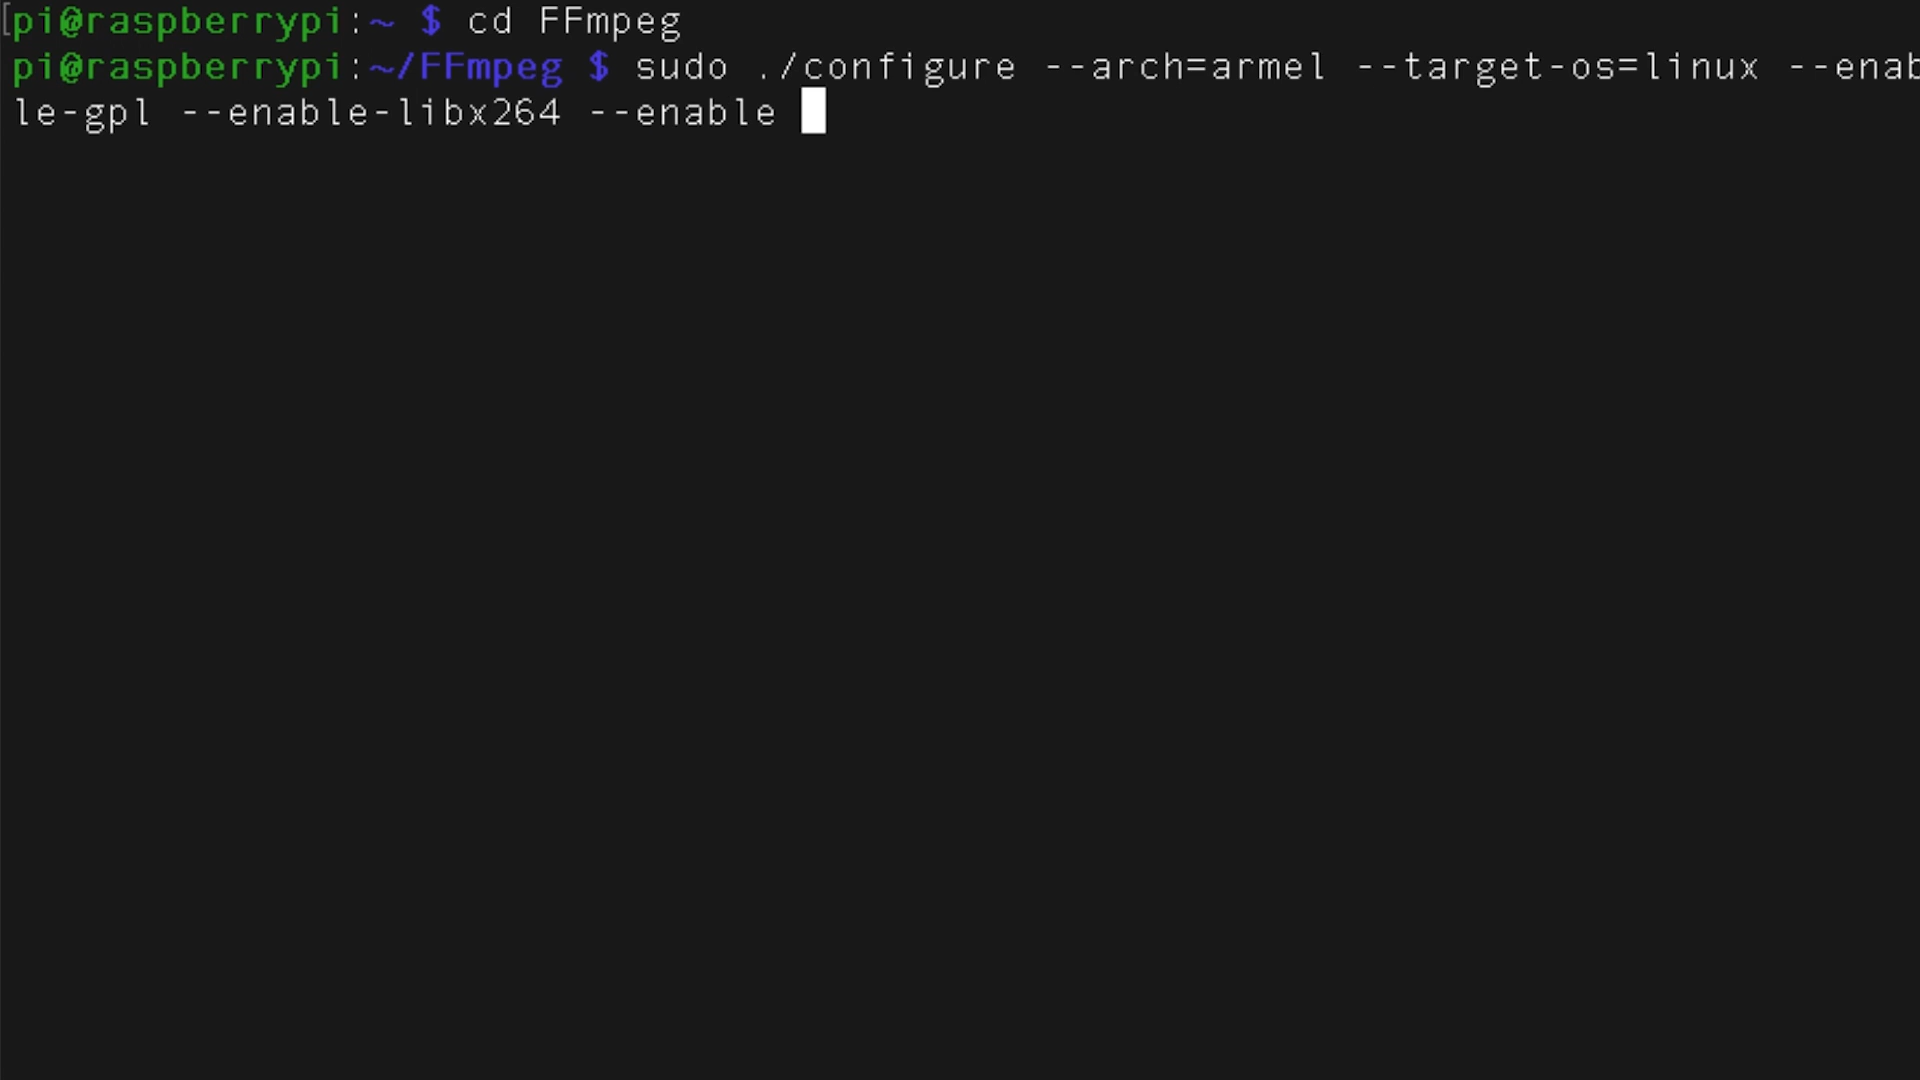 [pi@raspberrypi:~ $ cd FFmpeg
pi@raspberrypi:~/FFmpeg $ sudo ./configure --arch=armel --target-os=linux --enab
le-gpl --enable-libx264 --enable